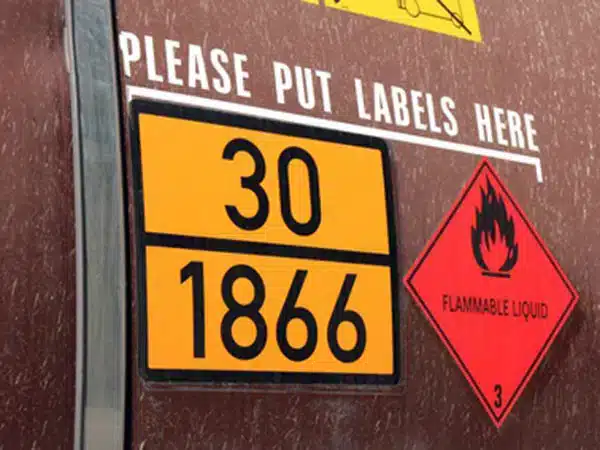 PLEASE PUT LABELS HERE
30
1866
FLAMMABLE LIQUID
3